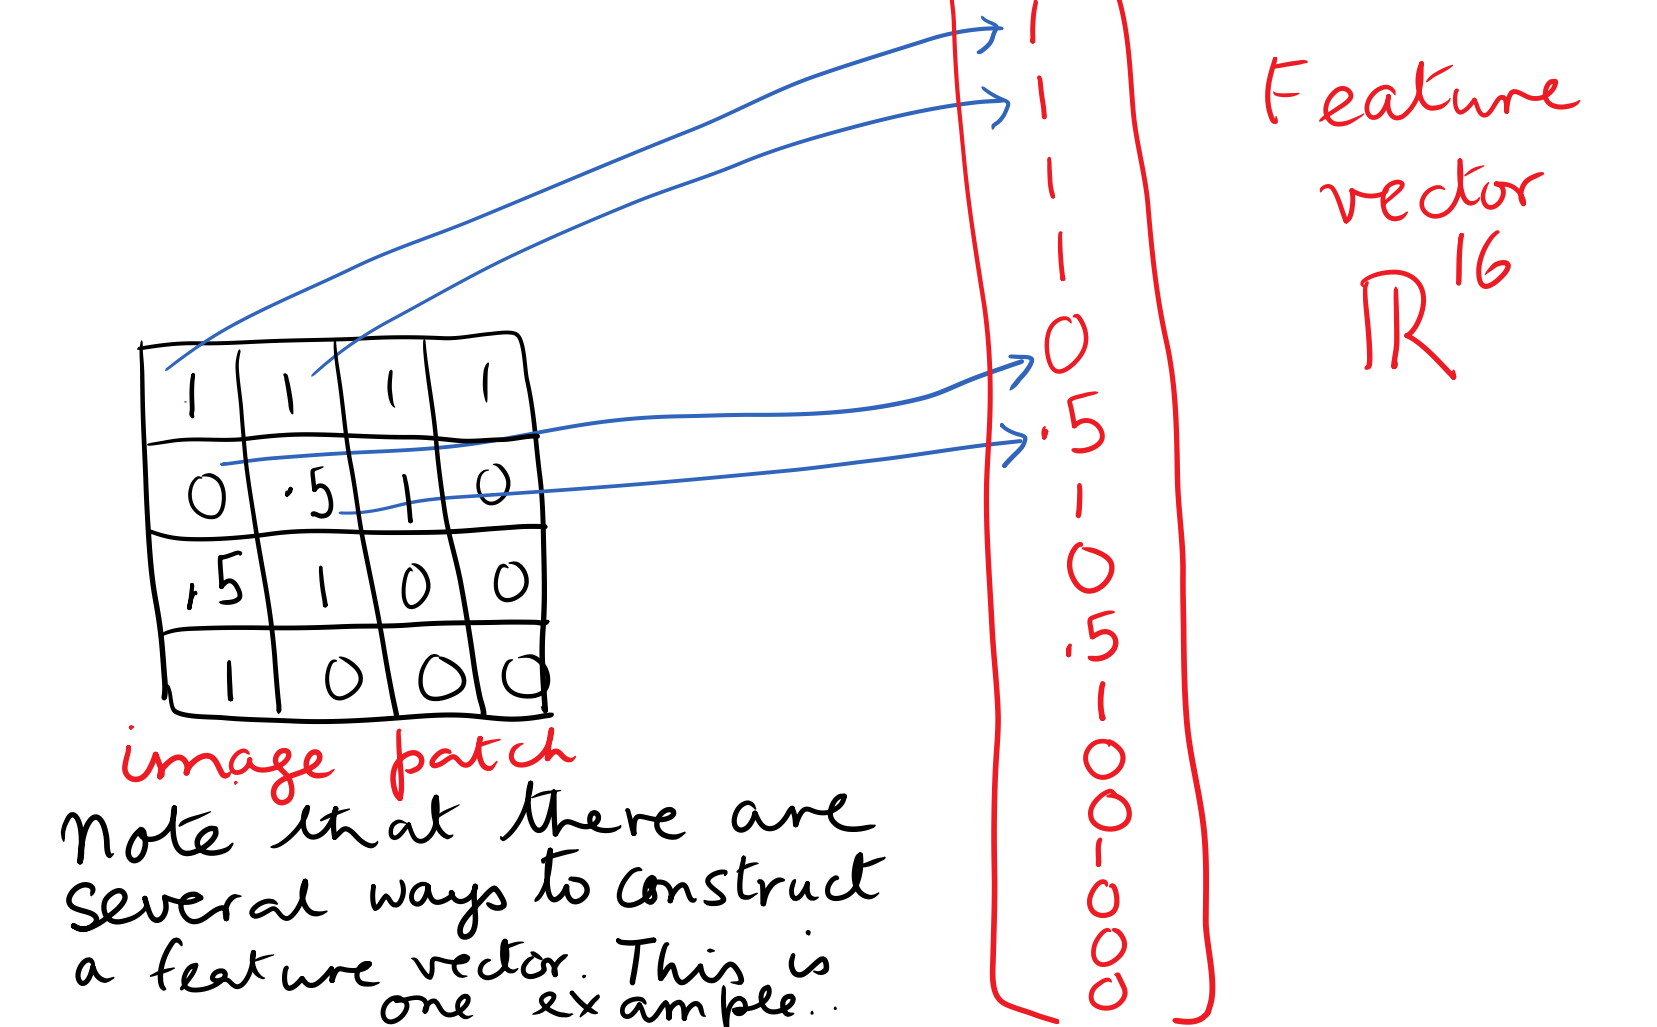 1 1 1 1
0 .5 1 0
.5 1 0 0
1 0 0 0
image patch
Note that there are
several ways to construct
a feature vector. This is
one example..
1
1
1
1
0
.5
1
0
.5
1
0
0
1
0
0
0
Feature
vector
ℝ¹⁶